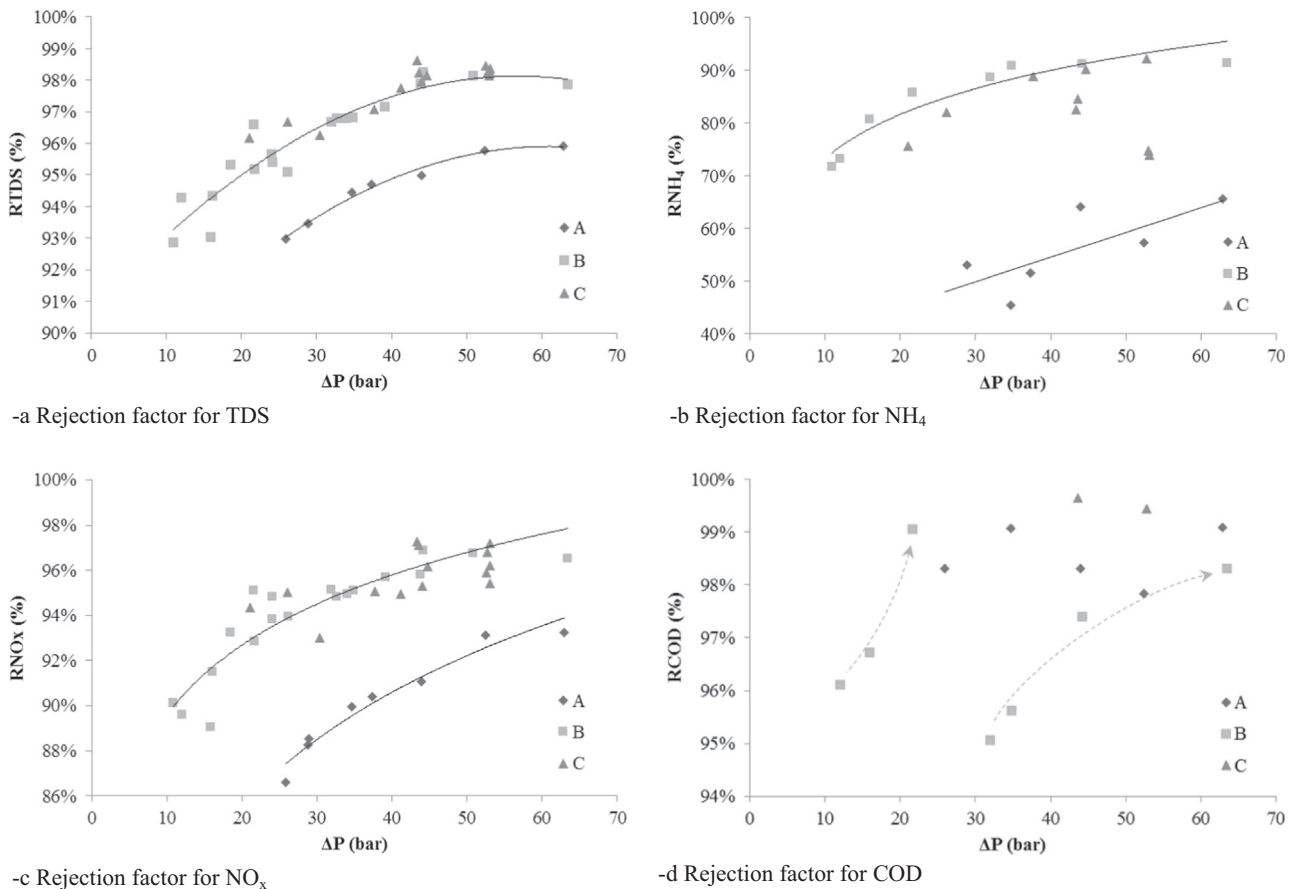 100%
99%
98%
97%
96%
95%
94%
93%
92%
91%
90%
RTDS (%)
A
B
C
0 10 20 30 40 50 60 70
ΔP (bar)
-a Rejection factor for TDS
100%
90%
80%
70%
60%
50%
40%
RNH₄ (%)
A
B
C
0 10 20 30 40 50 60 70
ΔP (bar)
-b Rejection factor for NH₄
100%
98%
96%
94%
92%
90%
88%
86%
RNOx (%)
A
B
C
0 10 20 30 40 50 60 70
ΔP (bar)
-c Rejection factor for NOₓ
100%
99%
98%
97%
96%
95%
94%
RCOD (%)
A
B
C
0 10 20 30 40 50 60 70
ΔP (bar)
-d Rejection factor for COD